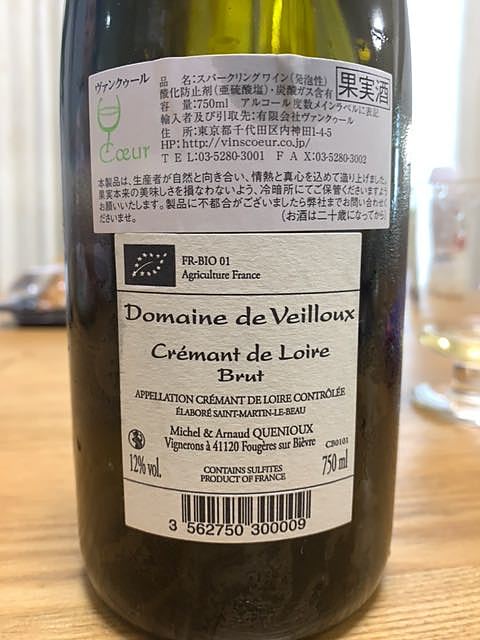 ヴァンクゥール
Cœur
品　名：スパークリングワイン（発泡性）
酸化防止剤（亜硫酸塩）・炭酸ガス含有
容　量：750ml　アルコール度数メインラベルに表記
輸入者及び引取先：有限会社ヴァンクゥール
住　所：東京都千代田区内神田1-4-5
HP：http://vinscoeur.co.jp/
TEL:03-5280-3001　FAX:03-5280-3002
果実酒
本製品は、生産者が自然と向き合い、情熱と真心を込めて造り上げました。
果実本来の美味しさを損なわないよう、冷暗所にてご保管くださいますよう
お願いいたします。製品に不都合がございましたら弊社までお問い合わせく
ださいませ。
（お酒は二十歳になってから）
FR-BIO 01
Agriculture France
Domaine de Veilloux
Crémant de Loire
Brut
APPELLATION CRÉMANT DE LOIRE CONTRÔLÉE
ÉLABORÉ SAINT-MARTIN-LE-BEAU
Michel & Arnaud QUENIOUX
Vignerons à 41120 Fougères sur Bièvre
CB0101
12% vol.
CONTAINS SULFITES
PRODUCT OF FRANCE
750 ml
3 562750 300009